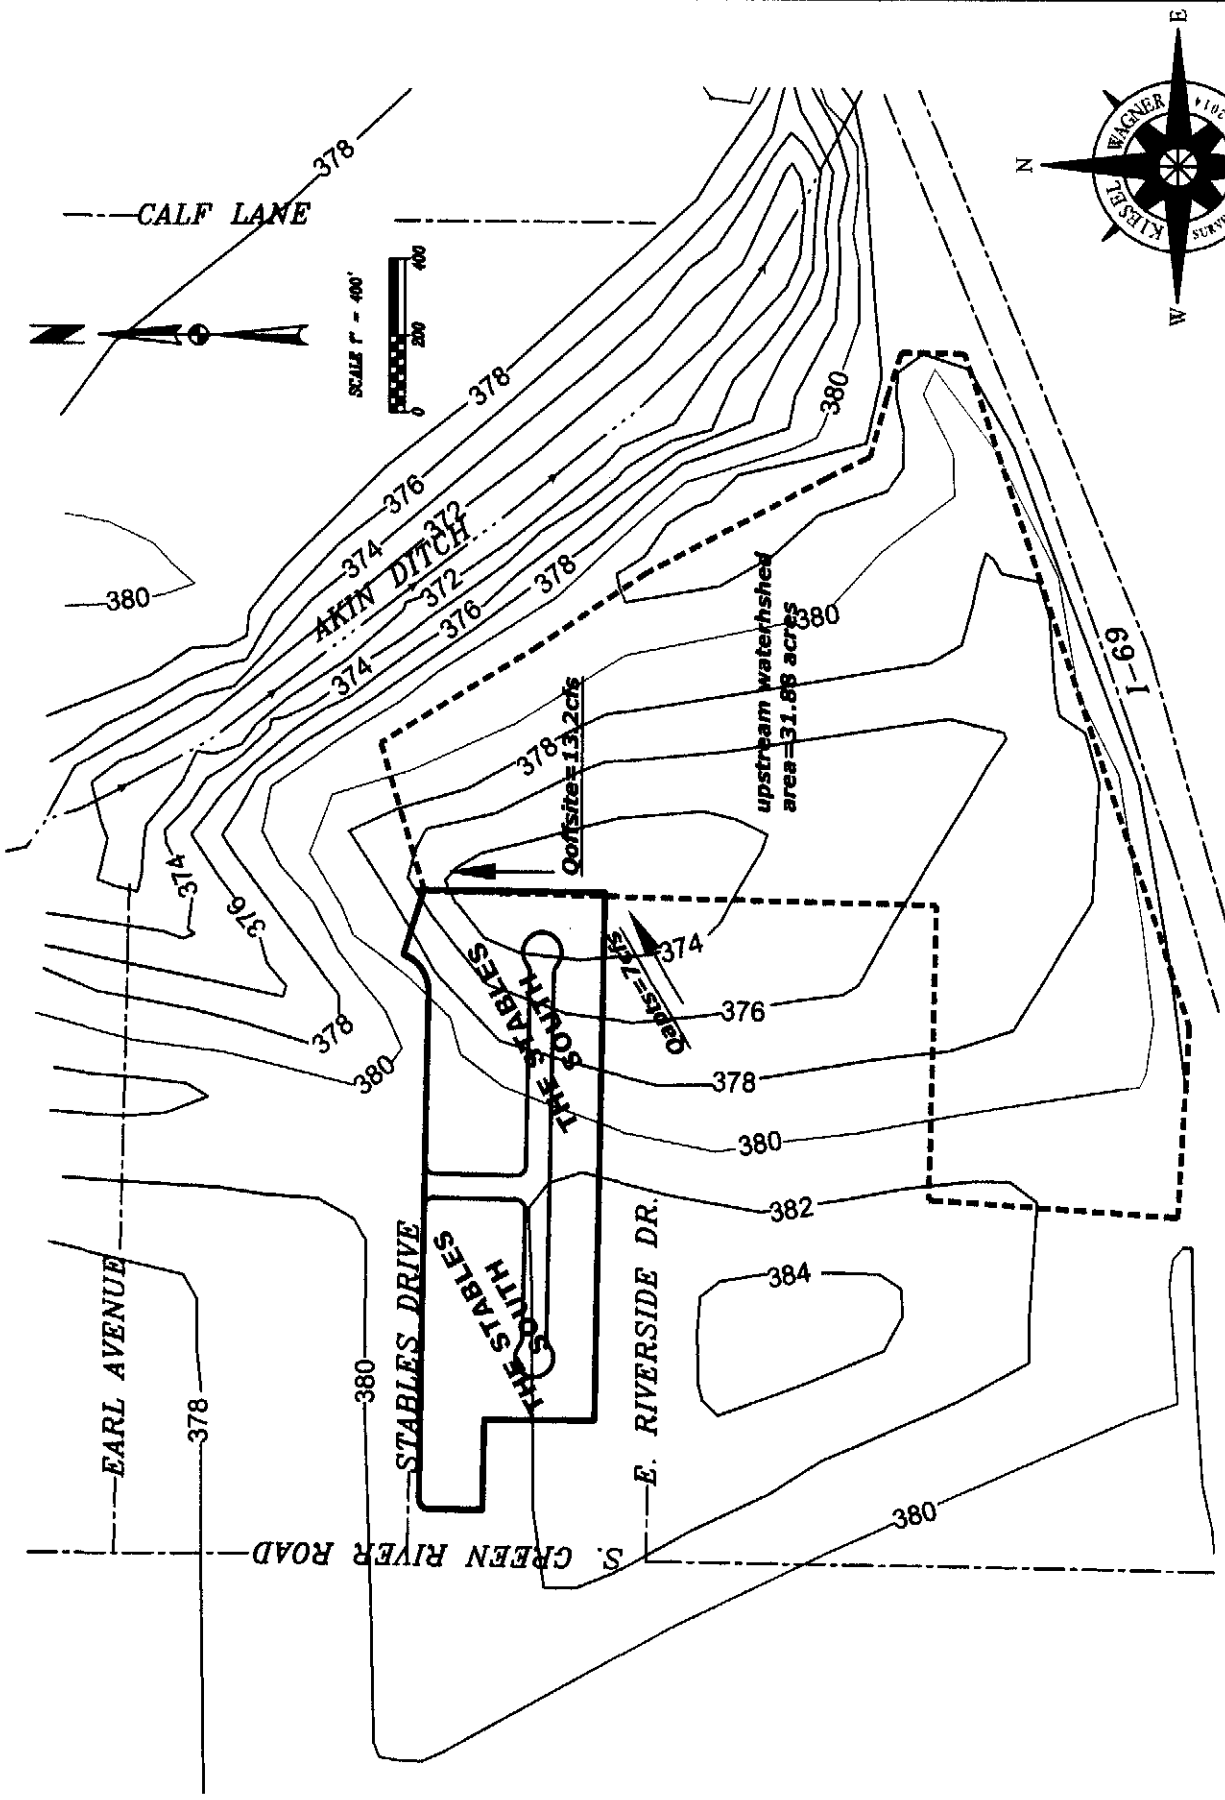 CALF LANE
378
SCALE 1" = 400'
0 200 400
N
N
E
W
KIESEL
WAGNER
2014
380
374
372
376
378
AKIN DITCH
372
374
376
378
380
378
Qoffsite=13.2cfs
upstream waterhshed
area=31.88 acres
380
I-69
374
376
378
380
THE STABLES
SOUTH
Qapts=7cfs
374
376
378
380
382
384
EARL AVENUE
378
380
STABLES DRIVE
THE STABLES
SOUTH
E. RIVERSIDE DR.
S. GREEN RIVER ROAD
380